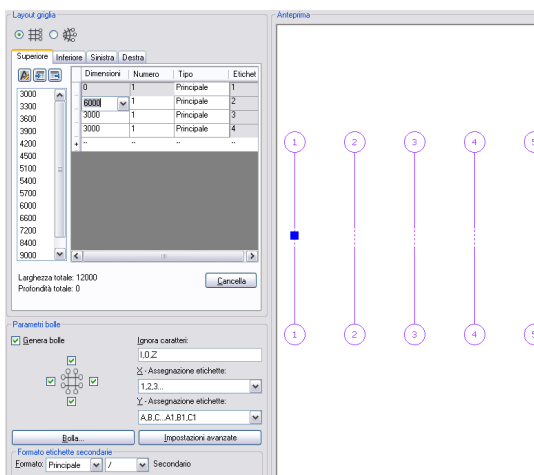 Layout griglia
Superiore Inferiore Sinistra Destra
Dimensioni Numero Tipo Etichet
0 1 Principale 1
6000 1 Principale 2
3000 1 Principale 3
3000 1 Principale 4
+ .. .. ..
3000
3300
3600
3900
4200
4500
5100
5400
5700
6000
6600
7200
8400
9000
Larghezza totale: 12000
Profondità totale: 0
Cancella
Parametri bolle
Genera bolle
Ignora caratteri:
I,O,Z
X - Assegnazione etichette:
1,2,3...
Y - Assegnazione etichette:
A,B,C...A1,B1,C1
Bolla...
Impostazioni avanzate
Formato etichette secondarie
Formato: Principale / Secondario
Anteprima
1 2 3 4 5
1 2 3 4 5